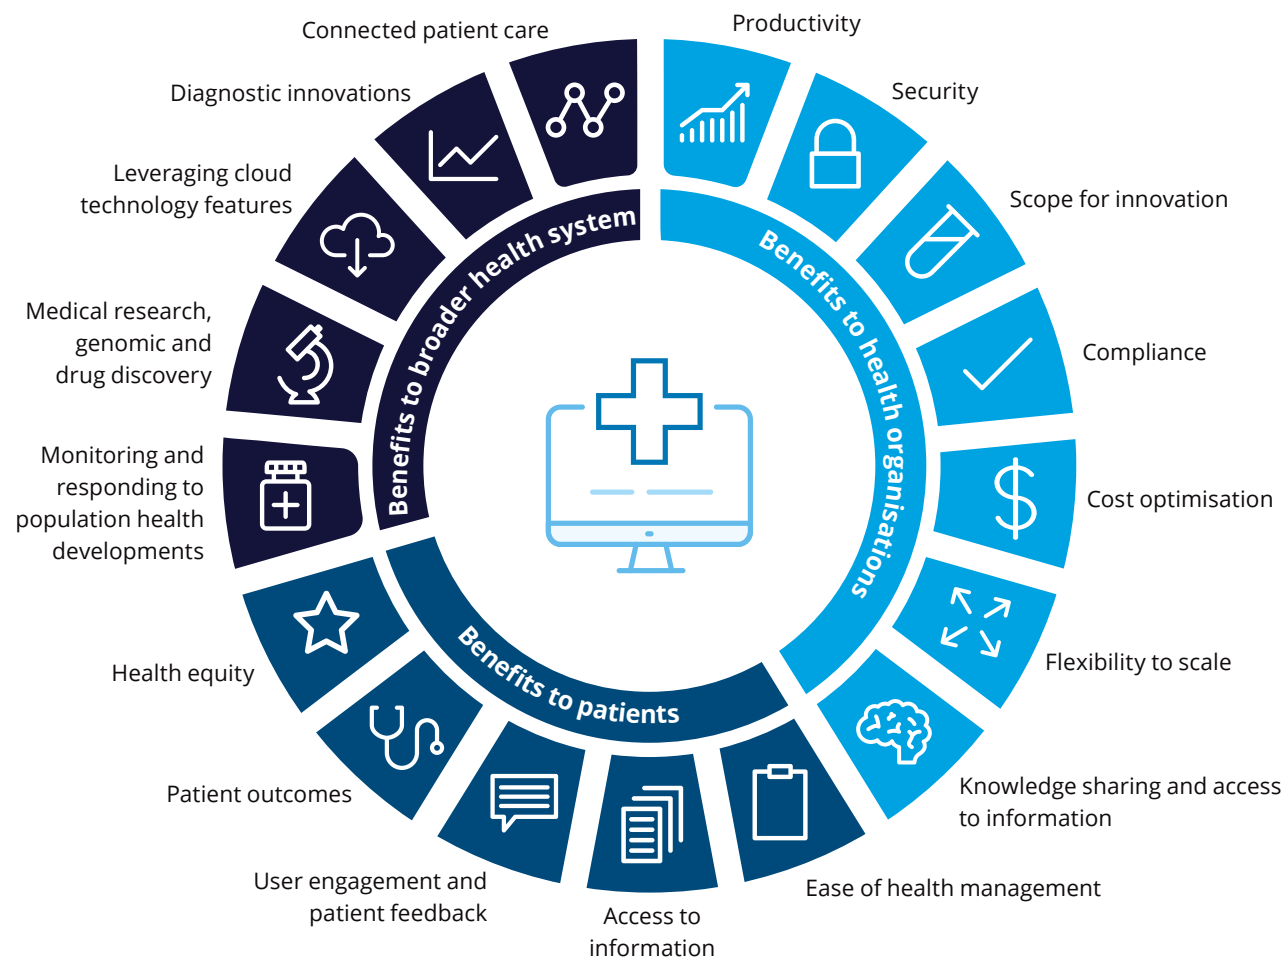 Connected patient care
Productivity
Diagnostic innovations
Security
Leveraging cloud
technology features
Scope for innovation
Medical research,
genomic and
drug discovery
Compliance
Monitoring and
responding to
population health
developments
Cost optimisation
Health equity
Flexibility to scale
Patient outcomes
Knowledge sharing and access
to information
User engagement and
patient feedback
Ease of health management
Access to
information
Benefits to broader health system
Benefits to health organisations
Benefits to patients